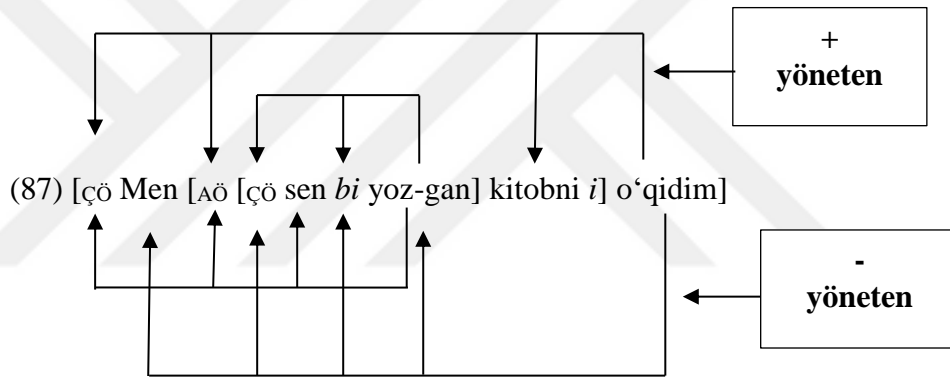 +
yöneten
(87) [ÇÖ Men [AÖ [ÇÖ sen bi yoz-gan] kitobni i] o‘qidim]
-
yöneten